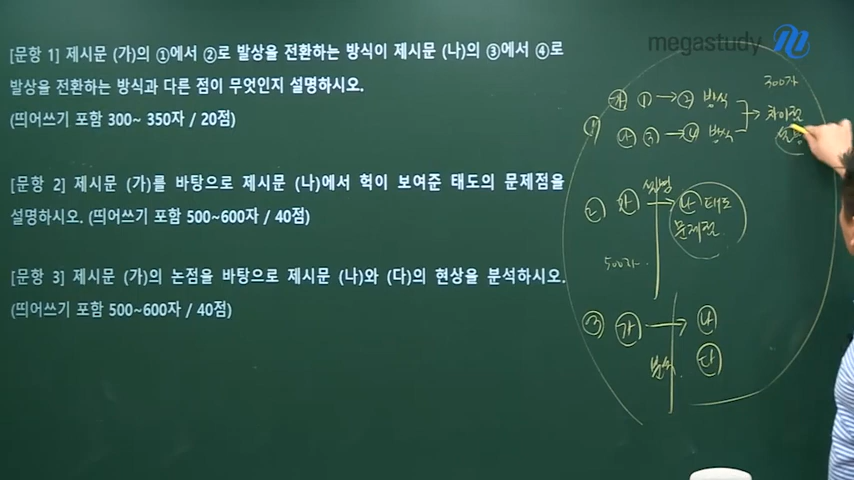 megastudy
[문항 1] 제시문 (가)의 ①에서 ②로 발상을 전환하는 방식이 제시문 (나)의 ③에서 ④로
발상을 전환하는 방식과 다른 점이 무엇인지 설명하시오.
(띄어쓰기 포함 300~ 350자 / 20점)
[문항 2] 제시문 (가)를 바탕으로 제시문 (나)에서 헉이 보여준 태도의 문제점을
설명하시오. (띄어쓰기 포함 500~600자 / 40점)
[문항 3] 제시문 (가)의 논점을 바탕으로 제시문 (나)와 (다)의 현상을 분석하시오.
(띄어쓰기 포함 500~600자 / 40점)
300자
1 가 ① → ② 방식
차이점
나 ③ → ④ 방식
설명
2 가 설명 → 나 태도
문제점
500자
3 가 → 나
분석 다